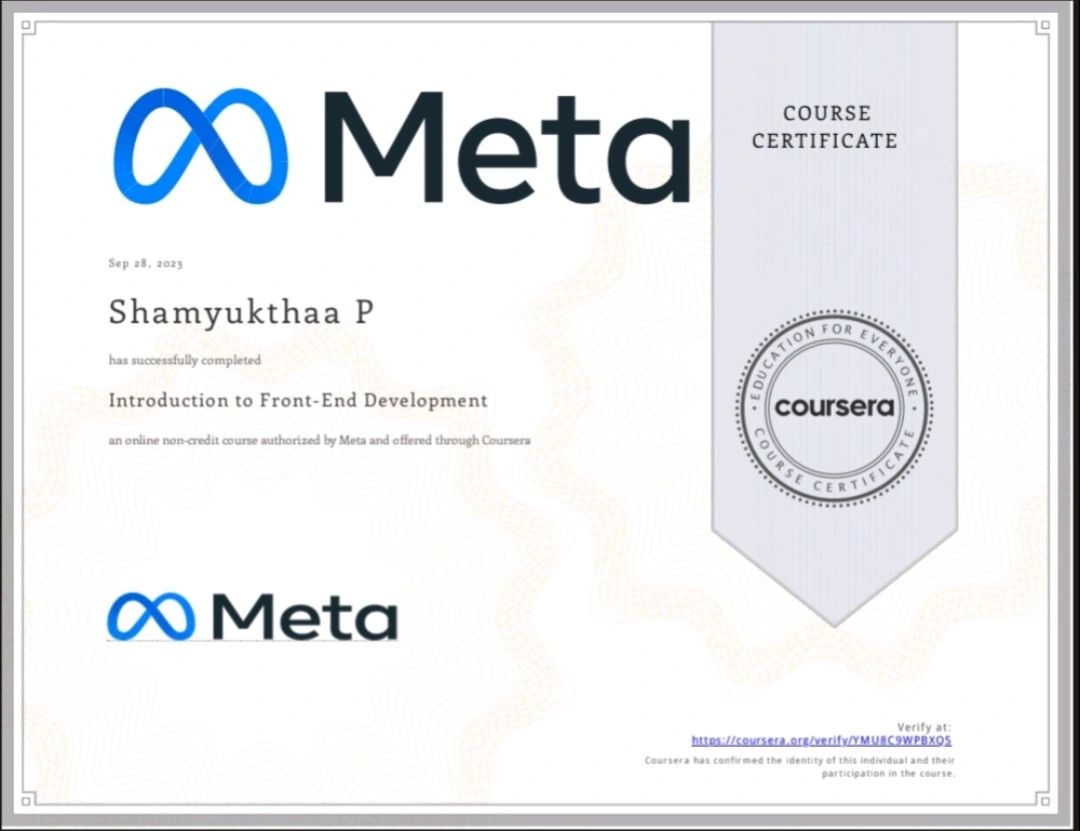 Meta
COURSE
CERTIFICATE
Sep 28, 2023
Shamyukthaa P
has successfully completed
Introduction to Front-End Development
an online non-credit course authorized by Meta and offered through Coursera
EDUCATION FOR EVERYONE
coursera
COURSE CERTIFICATE
Meta
Verify at:
https://coursera.org/verify/YMU8C9WPBXQS
Coursera has confirmed the identity of this individual and their
participation in the course.